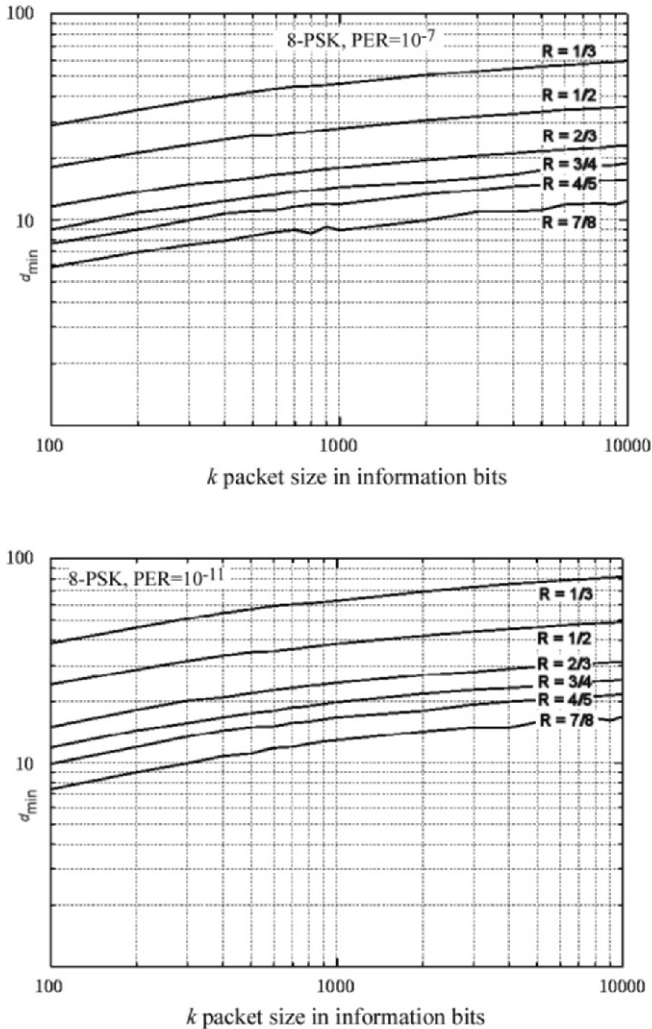 100
8-PSK, PER=10-7
R = 1/3
R = 1/2
R = 2/3
R = 3/4
R = 4/5
R = 7/8
10
dmin
100
1000
10000
k packet size in information bits
100
8-PSK, PER=10-11
R = 1/3
R = 1/2
R = 2/3
R = 3/4
R = 4/5
R = 7/8
10
dmin
100
1000
10000
k packet size in information bits